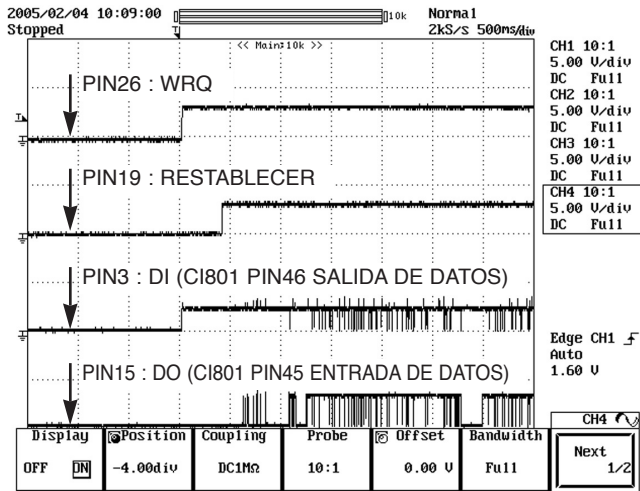 2005/02/04 10:09:00
Stopped
10k
Normal
2kS/s 500ms/div
<< Main:10k >>
CH1 10:1
5.00 V/div
DC Full
CH2 10:1
5.00 V/div
DC Full
CH3 10:1
5.00 V/div
DC Full
CH4 10:1
5.00 V/div
DC Full
PIN26 : WRQ
PIN19 : RESTABLECER
PIN3 : DI (CI801 PIN46 SALIDA DE DATOS)
PIN15 : DO (CI801 PIN45 ENTRADA DE DATOS)
Edge CH1
Auto
1.60 V
CH4
Display
OFF ON
Position
-4.00div
Coupling
DC1MΩ
Probe
10:1
Offset
0.00 V
Bandwidth
Full
Next
1/2